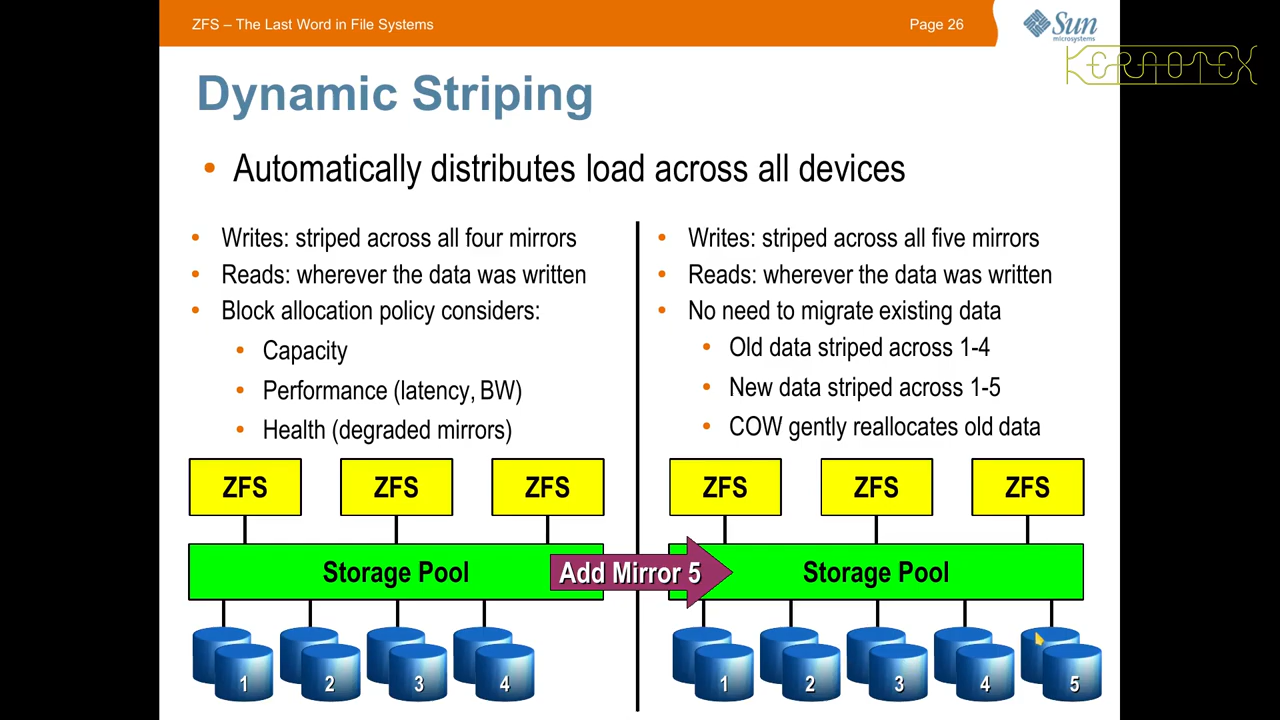 ZFS – The Last Word in File Systems
Page 26
Sun
microsystems
KERNOTEX
Dynamic Striping
• Automatically distributes load across all devices
• Writes: striped across all four mirrors
• Reads: wherever the data was written
• Block allocation policy considers:
• Capacity
• Performance (latency, BW)
• Health (degraded mirrors)
• Writes: striped across all five mirrors
• Reads: wherever the data was written
• No need to migrate existing data
• Old data striped across 1-4
• New data striped across 1-5
• COW gently reallocates old data
ZFS
ZFS
ZFS
Storage Pool
1
2
3
4
Add Mirror 5
ZFS
ZFS
ZFS
Storage Pool
1
2
3
4
5